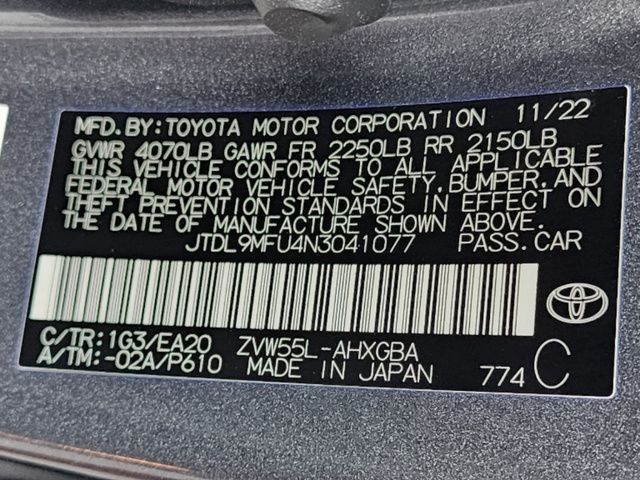 MFD. BY: TOYOTA MOTOR CORPORATION 11/22
GVWR 4070LB GAWR FR 2250LB RR 2150LB
THIS VEHICLE CONFORMS TO ALL APPLICABLE
FEDERAL MOTOR VEHICLE SAFETY, BUMPER, AND
THEFT PREVENTION STANDARDS IN EFFECT ON
THE DATE OF MANUFACTURE SHOWN ABOVE.
JTDL9MFU4N3041077 PASS. CAR
C/TR: 1G3/EA20 ZVW55L-AHXGBA
A/TM: -02A/P610 MADE IN JAPAN 774 C